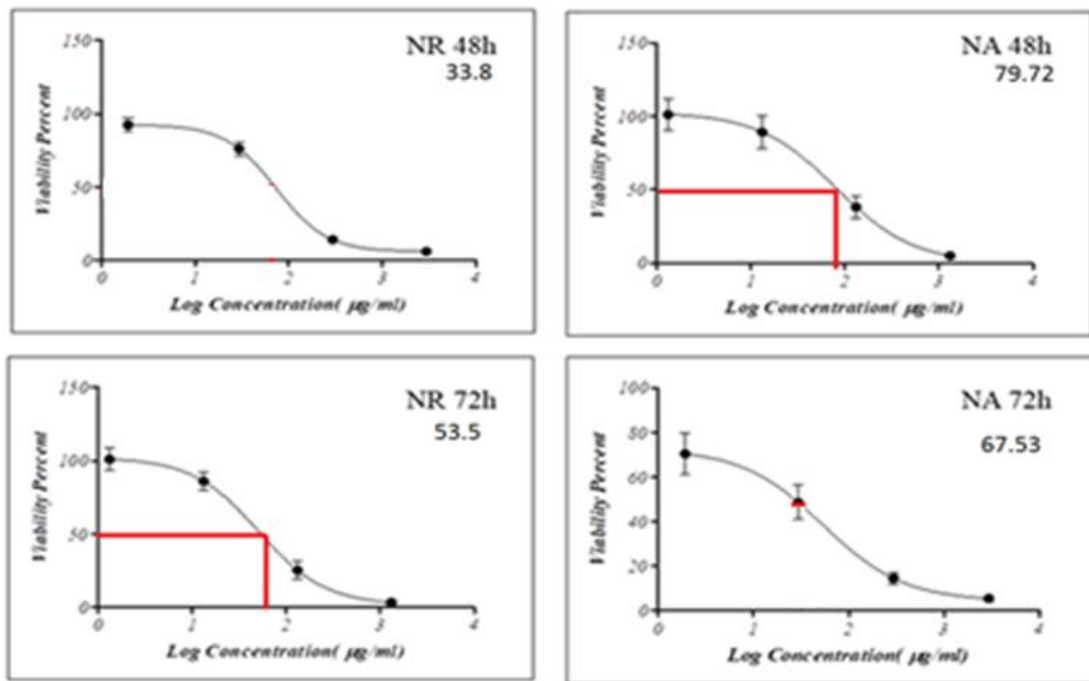 NR 48h
33.8
150
100
50
0
Viability Percent
0 1 2 3 4
Log Concentration( µg/ml)
NA 48h
79.72
150
100
50
0
Viability Percent
0 1 2 3 4
Log Concentration( µg/ml)
NR 72h
53.5
150
100
50
0
Viability Percent
0 1 2 3 4
Log Concentration( µg/ml)
NA 72h
67.53
100
80
60
40
20
0
Viability Percent
0 1 2 3 4
Log Concentration( µg/ml)